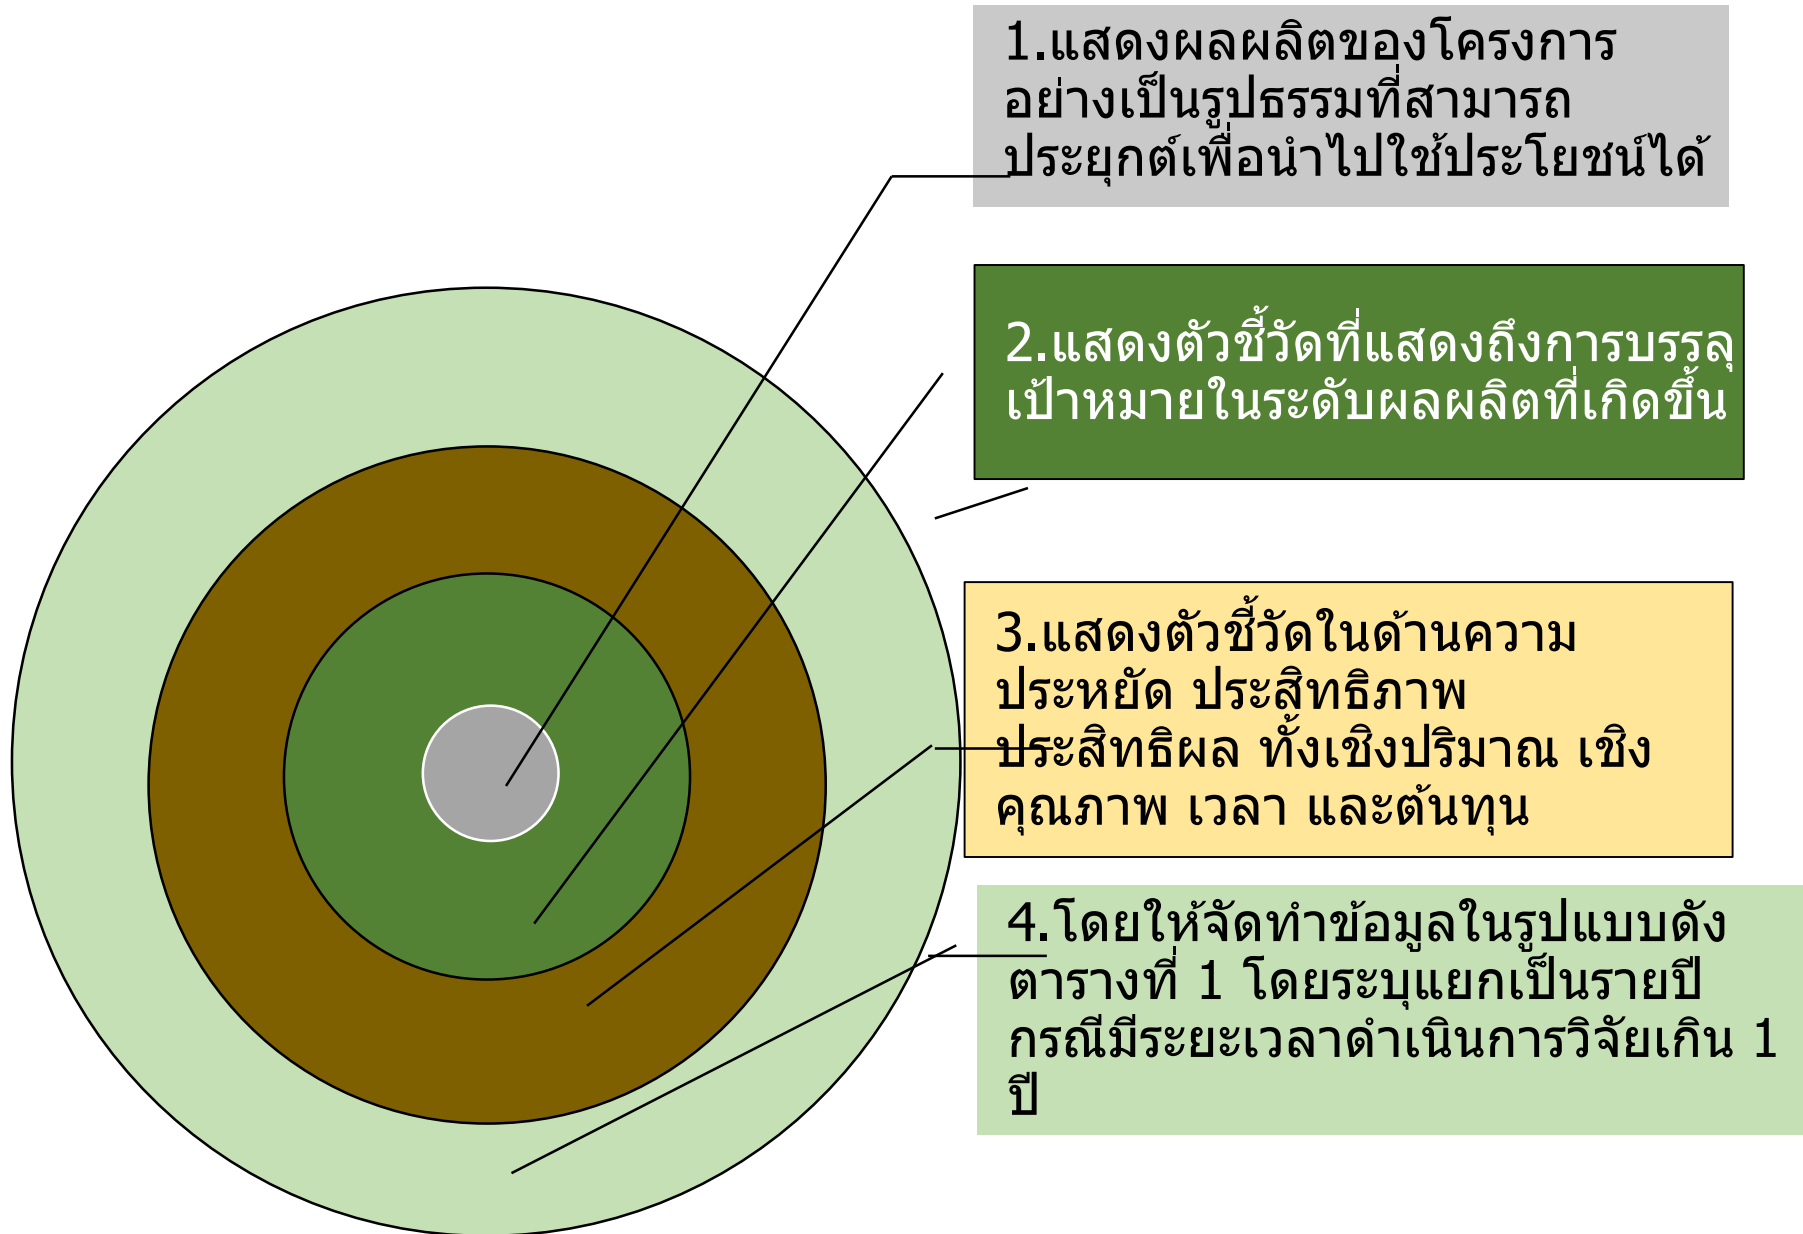 1.แสดงผลผลิตของโครงการ
อย่างเป็นรูปธรรมที่สามารถ
ประยุกต์เพื่อนำไปใช้ประโยชน์ได้
2.แสดงตัวชี้วัดที่แสดงถึงการบรรลุ
เป้าหมายในระดับผลผลิตที่เกิดขึ้น
3.แสดงตัวชี้วัดในด้านความ
ประหยัด ประสิทธิภาพ
ประสิทธิผล ทั้งเชิงปริมาณ เชิง
คุณภาพ เวลา และต้นทุน
4.โดยให้จัดทำข้อมูลในรูปแบบดัง
ตารางที่ 1 โดยระบุแยกเป็นรายปี
กรณีมีระยะเวลาดำเนินการวิจัยเกิน 1
ปี